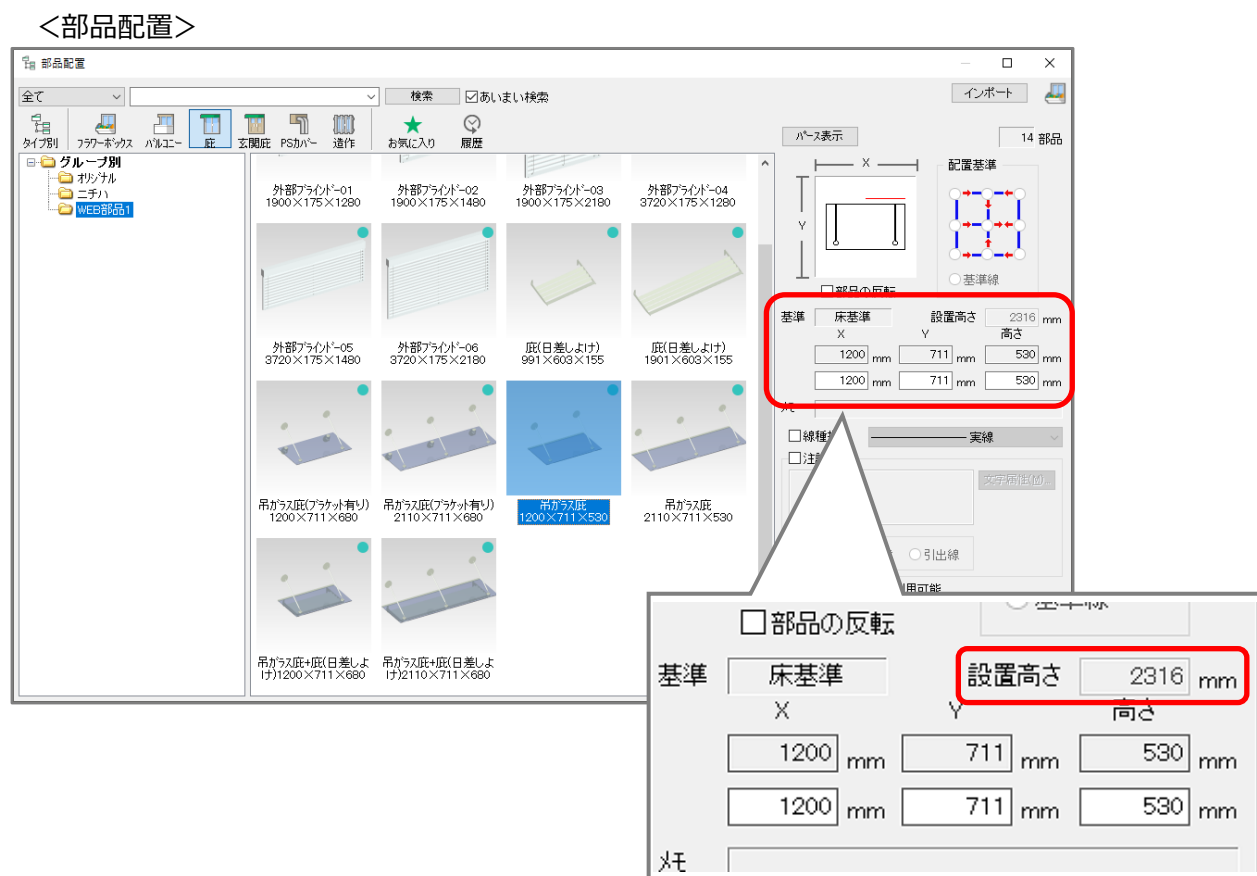 ＜部品配置＞
部品配置
全て
検索
あいまい検索
インポート
タイプ別
フラワーボックス
バルコニー
庇
玄関庇
PSカバー
造作
お気に入り
履歴
パース表示
14 部品
グループ別
オリジナル
ニチハ
WEB部品1
外部ブラインド-01
1900×175×1280
外部ブラインド-02
1900×175×1480
外部ブラインド-03
1900×175×2180
外部ブラインド-04
3720×175×1280
外部ブラインド-05
3720×175×1480
外部ブラインド-06
3720×175×2180
庇(日差しよけ)
991×603×155
庇(日差しよけ)
1901×603×155
吊ガラス庇(ブラケット有り)
1200×711×680
吊ガラス庇(ブラケット有り)
2110×711×680
吊ガラス庇
1200×711×530
吊ガラス庇
2110×711×530
吊ガラス庇+庇(日差しよ
け)1200×711×680
吊ガラス庇+庇(日差しよ
け)2110×711×680
X
Y
配置基準
基準線
部品の反転
基準 床基準 設置高さ 2316 mm
X Y 高さ
1200 mm 711 mm 530 mm
1200 mm 711 mm 530 mm
メモ
線種
実線
注
文字属性(M)...
引出線
用可能
部品の反転
基準線
基準 床基準 設置高さ 2316 mm
X Y 高さ
1200 mm 711 mm 530 mm
1200 mm 711 mm 530 mm
メモ